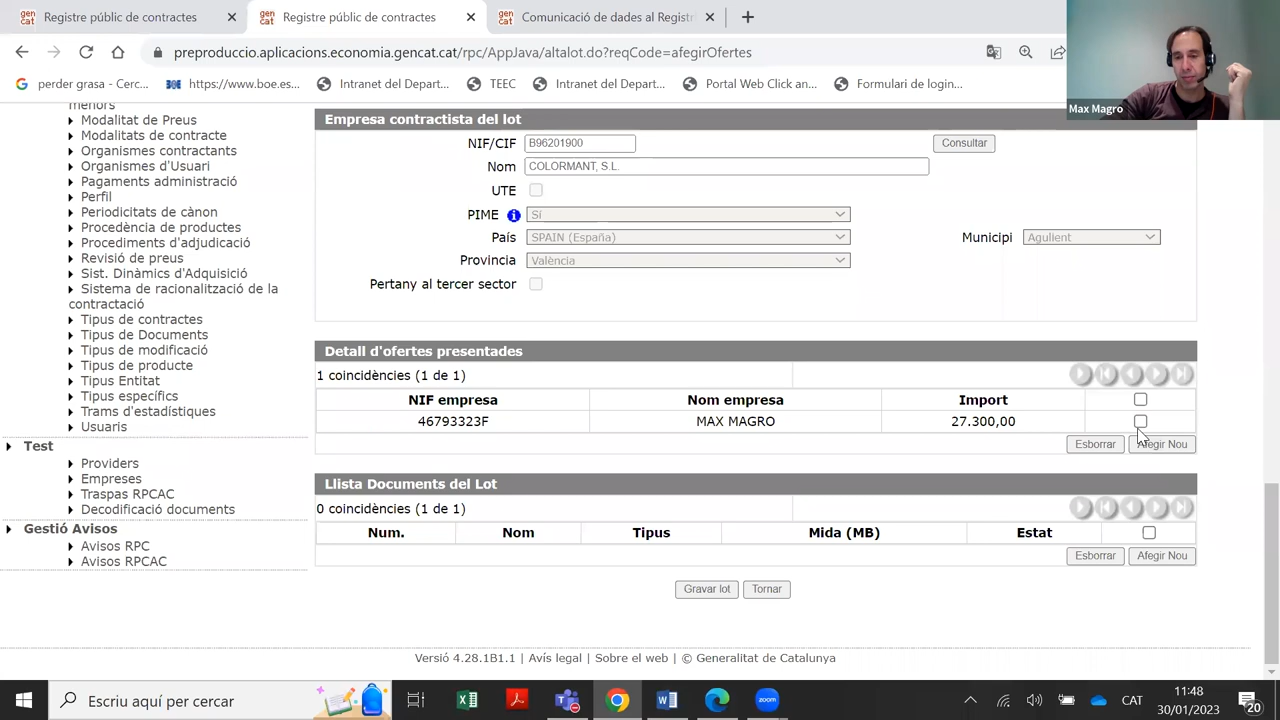 gen
cat
Registre públic de contractes
gen
cat
Registre públic de contractes
gen
cat
Comunicació de dades al Registr
preproduccio.aplicacions.economia.gencat.cat/rpc/AppJava/altalot.do?reqCode=afegirOfertes
perder grasa - Cerc...
https://www.boe.es...
Intranet del Depart...
TEEC
Intranet del Depart...
Portal Web Click an...
Formulari de login...
Max Magro
menors
Modalitat de Preus
Modalitats de contracte
Organismes contractants
Organismes d'Usuari
Pagaments administració
Perfil
Periodicitats de cànon
Procedència de productes
Procediments d'adjudicació
Revisió de preus
Sist. Dinàmics d'Adquisició
Sistema de racionalització de la
contractació
Tipus de contractes
Tipus de Documents
Tipus de modificació
Tipus de producte
Tipus Entitat
Tipus específics
Trams d'estadístiques
Usuaris
Test
Providers
Empreses
Traspas RPCAC
Decodificació documents
Gestió Avisos
Avisos RPC
Avisos RPCAC
Empresa contractista del lot
NIF/CIF B96201900 Consultar
Nom COLORMANT, S.L.
UTE
PIME Sí
País SPAIN (España) Municipi Agulient
Provincia València
Pertany al tercer sector
Detall d'ofertes presentades
1 coincidències (1 de 1)
NIF empresa Nom empresa Import
46793323F MAX MAGRO 27.300,00
Esborrar Afegir Nou
Llista Documents del Lot
0 coincidències (1 de 1)
Num. Nom Tipus Mida (MB) Estat
Esborrar Afegir Nou
Gravar lot Tornar
Versió 4.28.1B1.1 | Avís legal | Sobre el web | © Generalitat de Catalunya
Escriu aquí per cercar
zoom
CAT
11:48
30/01/2023
20